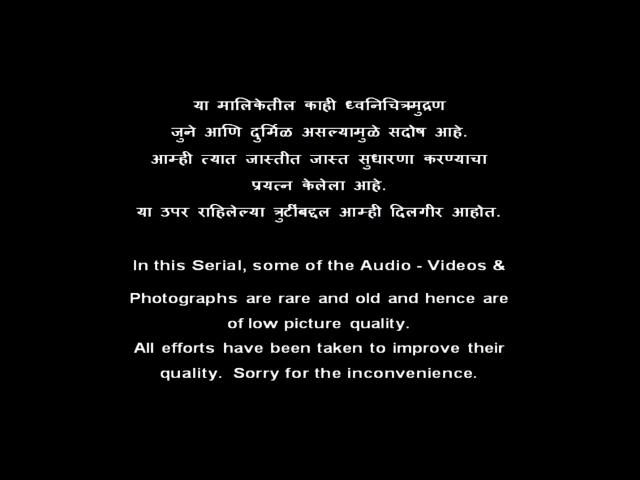 या मालिकेतील काही ध्वनिचित्रमुद्रण
जुने आणि दुर्मिळ असल्यामुळे सदोष आहे.
आम्ही त्यात जास्तीत जास्त सुधारणा करण्याचा
प्रयत्न केलेला आहे.
या उपर राहिलेल्या त्रुटींबद्दल आम्ही दिलगीर आहोत.
In this Serial, some of the Audio - Videos &
Photographs are rare and old and hence are
of low picture quality.
All efforts have been taken to improve their
quality. Sorry for the inconvenience.